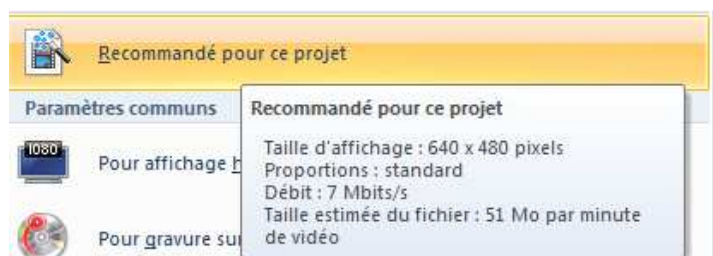 Recommandé pour ce projet
Paramètres communs
Recommandé pour ce projet
Taille d'affichage : 640 x 480 pixels
Proportions : standard
Débit : 7 Mbits/s
Taille estimée du fichier : 51 Mo par minute
de vidéo
1080
Pour affichage h
Pour gravure sur